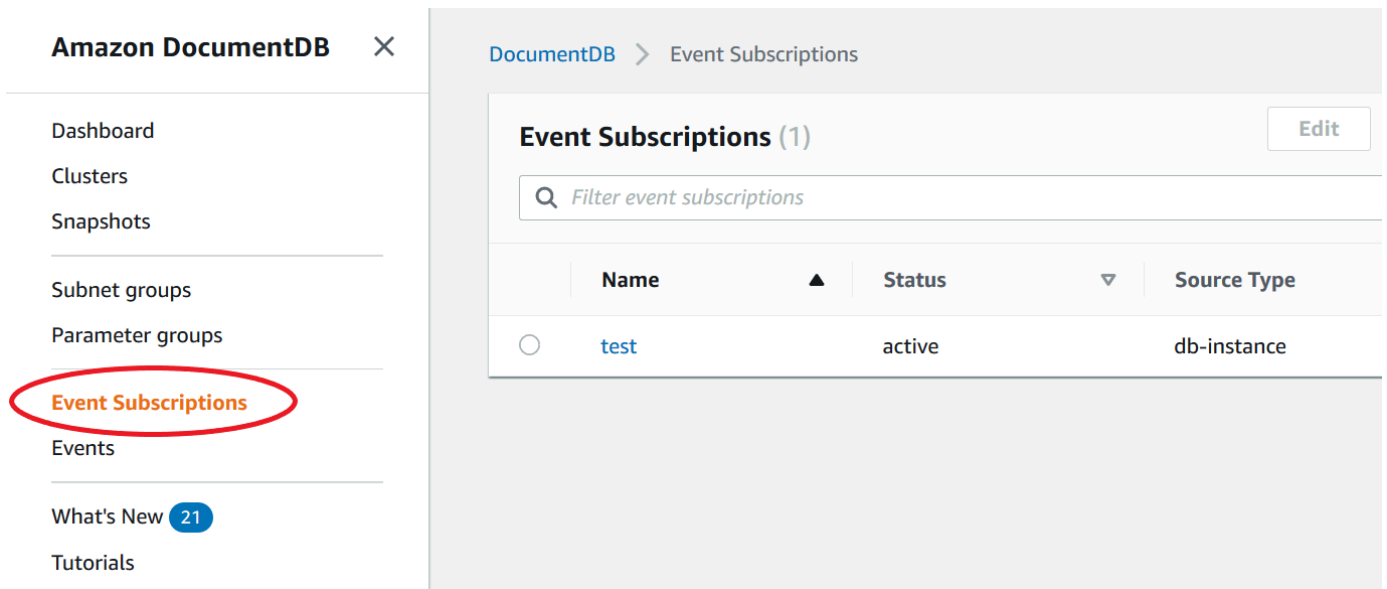 Amazon DocumentDB
Dashboard
Clusters
Snapshots
Subnet groups
Parameter groups
Event Subscriptions
Events
What's New 21
Tutorials
DocumentDB > Event Subscriptions
Event Subscriptions (1)
Edit
Filter event subscriptions
Name Status Source Type
test active db-instance